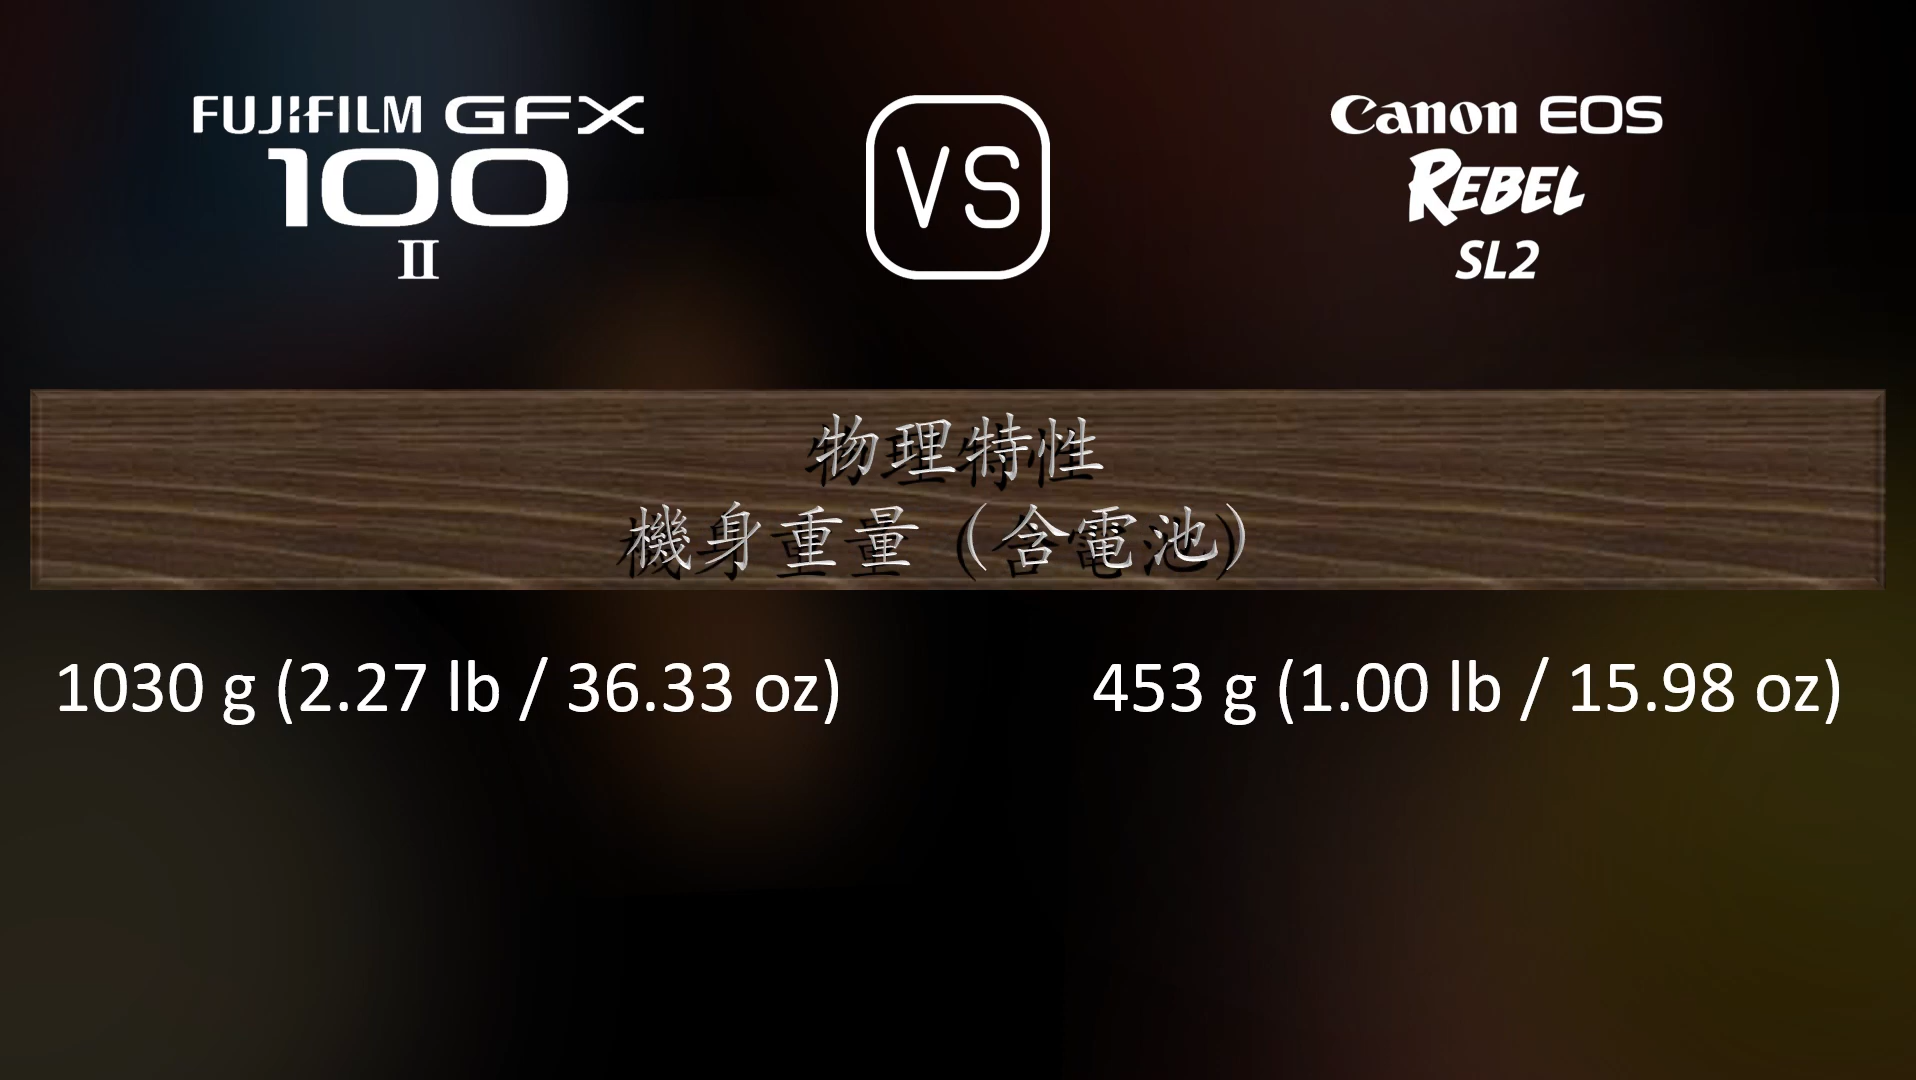 FUJIFILM GFX
100
II
VS
Canon EOS
REBEL
SL2
物理特性
機身重量（含電池）
1030 g (2.27 lb / 36.33 oz)
453 g (1.00 lb / 15.98 oz)